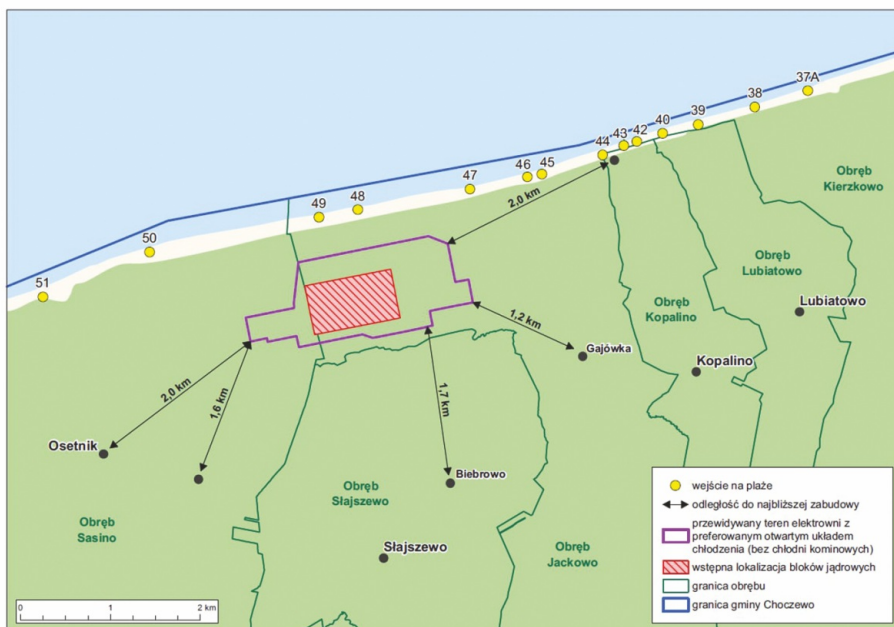 37A
38
39
40
42
43
44
45
46
47
48
49
50
51
2,0 km
1,2 km
1,7 km
1,6 km
2,0 km
Obręb
Kierzkowo
Obręb
Lubiatowo
Lubiatowo
Obręb
Kopalino
Kopalino
Gajówka
Osetnik
Biebrowo
Obręb
Słajszewo
Słajszewo
Obręb
Sasino
Obręb
Jackowo
0 1 2 km
wejście na plaże
odległość do najbliższej zabudowy
przewidywany teren elektrowni z
preferowanym otwartym układem
chłodzenia (bez chłodni kominowych)
wstępna lokalizacja bloków jądrowych
granica obrębu
granica gminy Choczewo